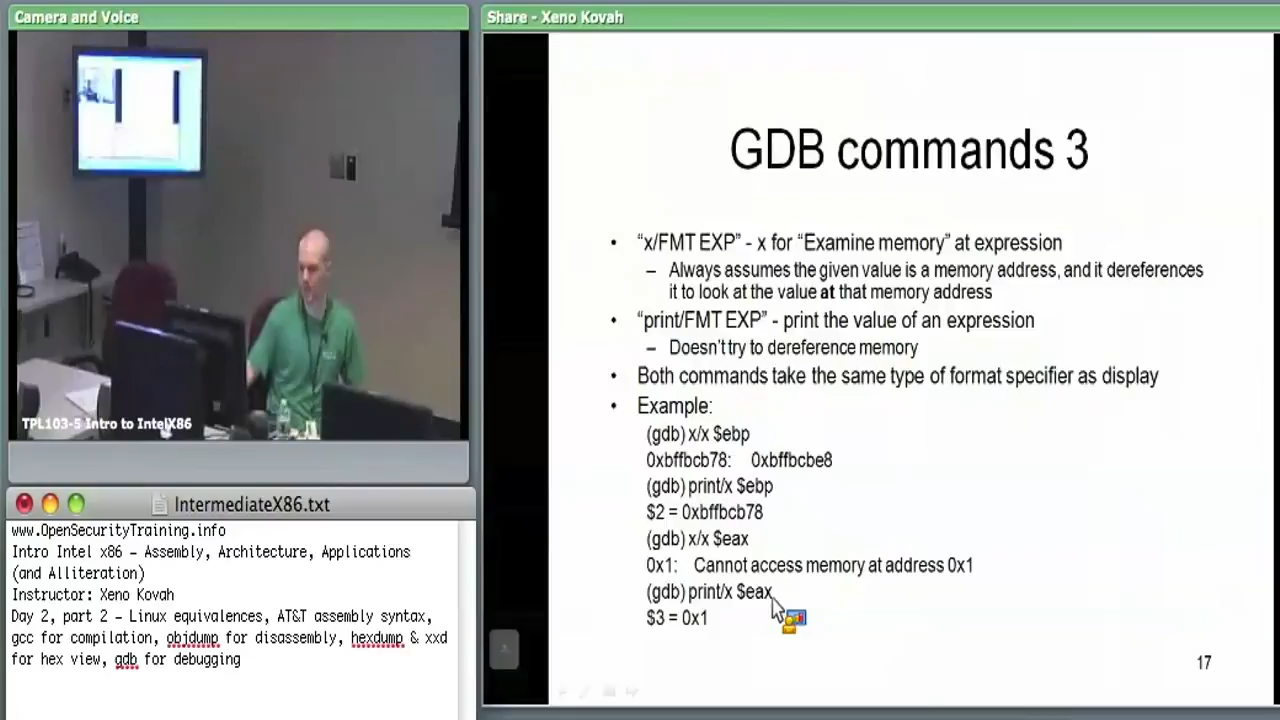 Camera and Voice
TPL103-5 Intro to IntelX86
IntermediateX86.txt
www.OpenSecurityTraining.info
Intro Intel x86 – Assembly, Architecture, Applications
(and Alliteration)
Instructor: Xeno Kovah
Day 2, part 2 – Linux equivalences, AT&T assembly syntax,
gcc for compilation, objdump for disassembly, hexdump & xxd
for hex view, gdb for debugging
Share - Xeno Kovah
GDB commands 3
• “x/FMT EXP” - x for “Examine memory” at expression
– Always assumes the given value is a memory address, and it dereferences
it to look at the value at that memory address
• “print/FMT EXP” - print the value of an expression
– Doesn’t try to dereference memory
• Both commands take the same type of format specifier as display
• Example:
(gdb) x/x $ebp
0xbffbcb78: 0xbffbcbe8
(gdb) print/x $ebp
$2 = 0xbffbcb78
(gdb) x/x $eax
0x1: Cannot access memory at address 0x1
(gdb) print/x $eax
$3 = 0x1
17